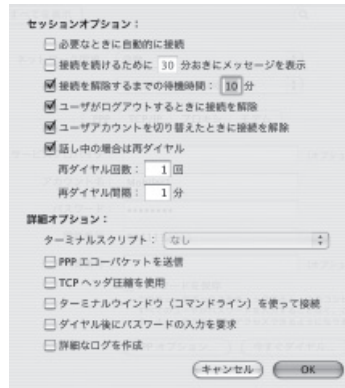 セッションオプション：
必要なときに自動的に接続
接続を続けるために 30 分おきにメッセージを表示
接続を解除するまでの待機時間： 10 分
ユーザがログアウトするときに接続を解除
ユーザアカウントを切り替えたときに接続を解除
話し中の場合は再ダイヤル
再ダイヤル回数： 1 回
再ダイヤル間隔： 1 分
詳細オプション：
ターミナルスクリプト： なし
PPP エコーパケットを送信
TCP ヘッダ圧縮を使用
ターミナルウインドウ（コマンドライン）を使って接続
ダイヤル後にパスワードの入力を要求
詳細なログを作成
キャンセル OK